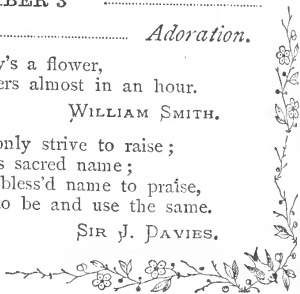 3
Adoration.
's a flower,
ers almost in an hour.
WILLIAM SMITH.
only strive to raise;
s sacred name;
bless'd name to praise,
to be and use the same.
SIR J. DAVIES.